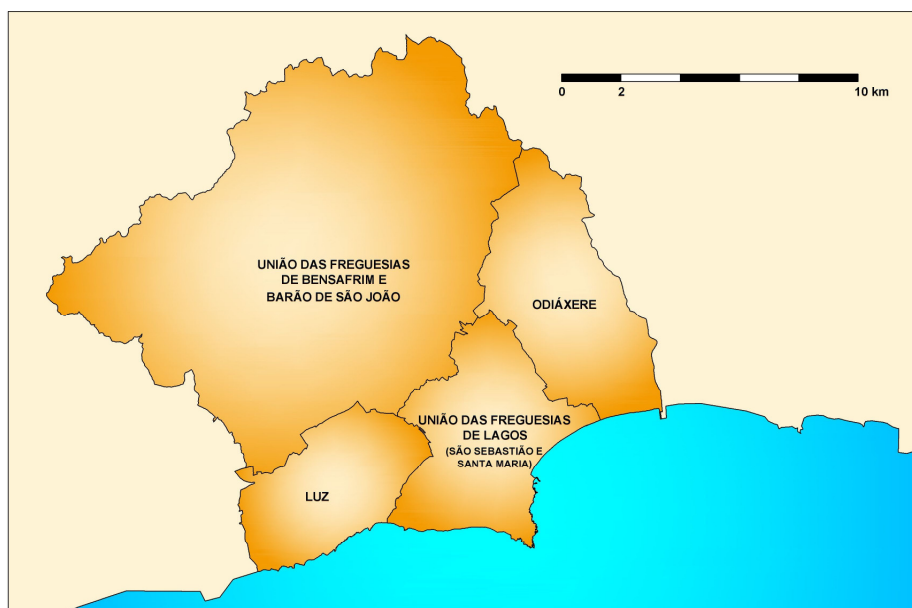 0 2 10 km
UNIÃO DAS FREGUESIAS
DE BENSAFRIM E
BARÃO DE SÃO JOÃO
ODIÁXERE
UNIÃO DAS FREGUESIAS
DE LAGOS
(SÃO SEBASTIÃO E
SANTA MARIA)
LUZ